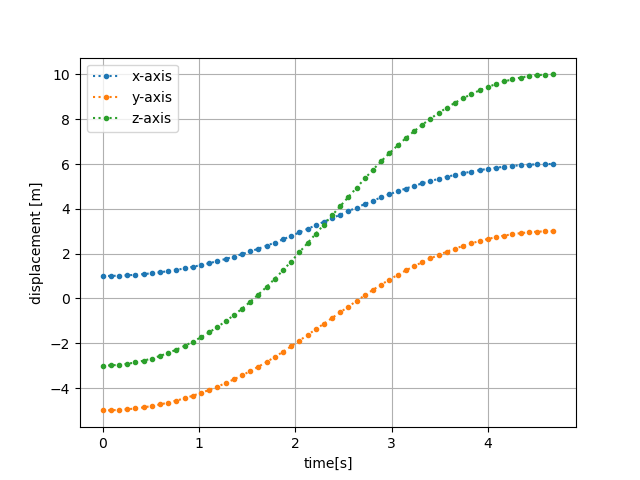 x-axis
y-axis
z-axis
10
8
6
4
2
0
−2
−4
displacement [m]
0 1 2 3 4
time[s]